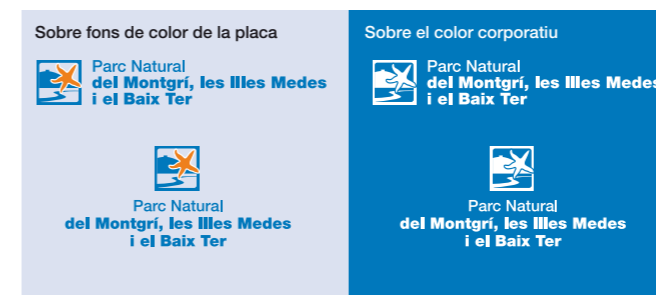 Sobre fons de color de la placa
Parc Natural
del Montgrí, les Illes Medes
i el Baix Ter
Parc Natural
del Montgrí, les Illes Medes
i el Baix Ter
Sobre el color corporatiu
Parc Natural
del Montgrí, les Illes Medes
i el Baix Ter
Parc Natural
del Montgrí, les Illes Medes
i el Baix Ter